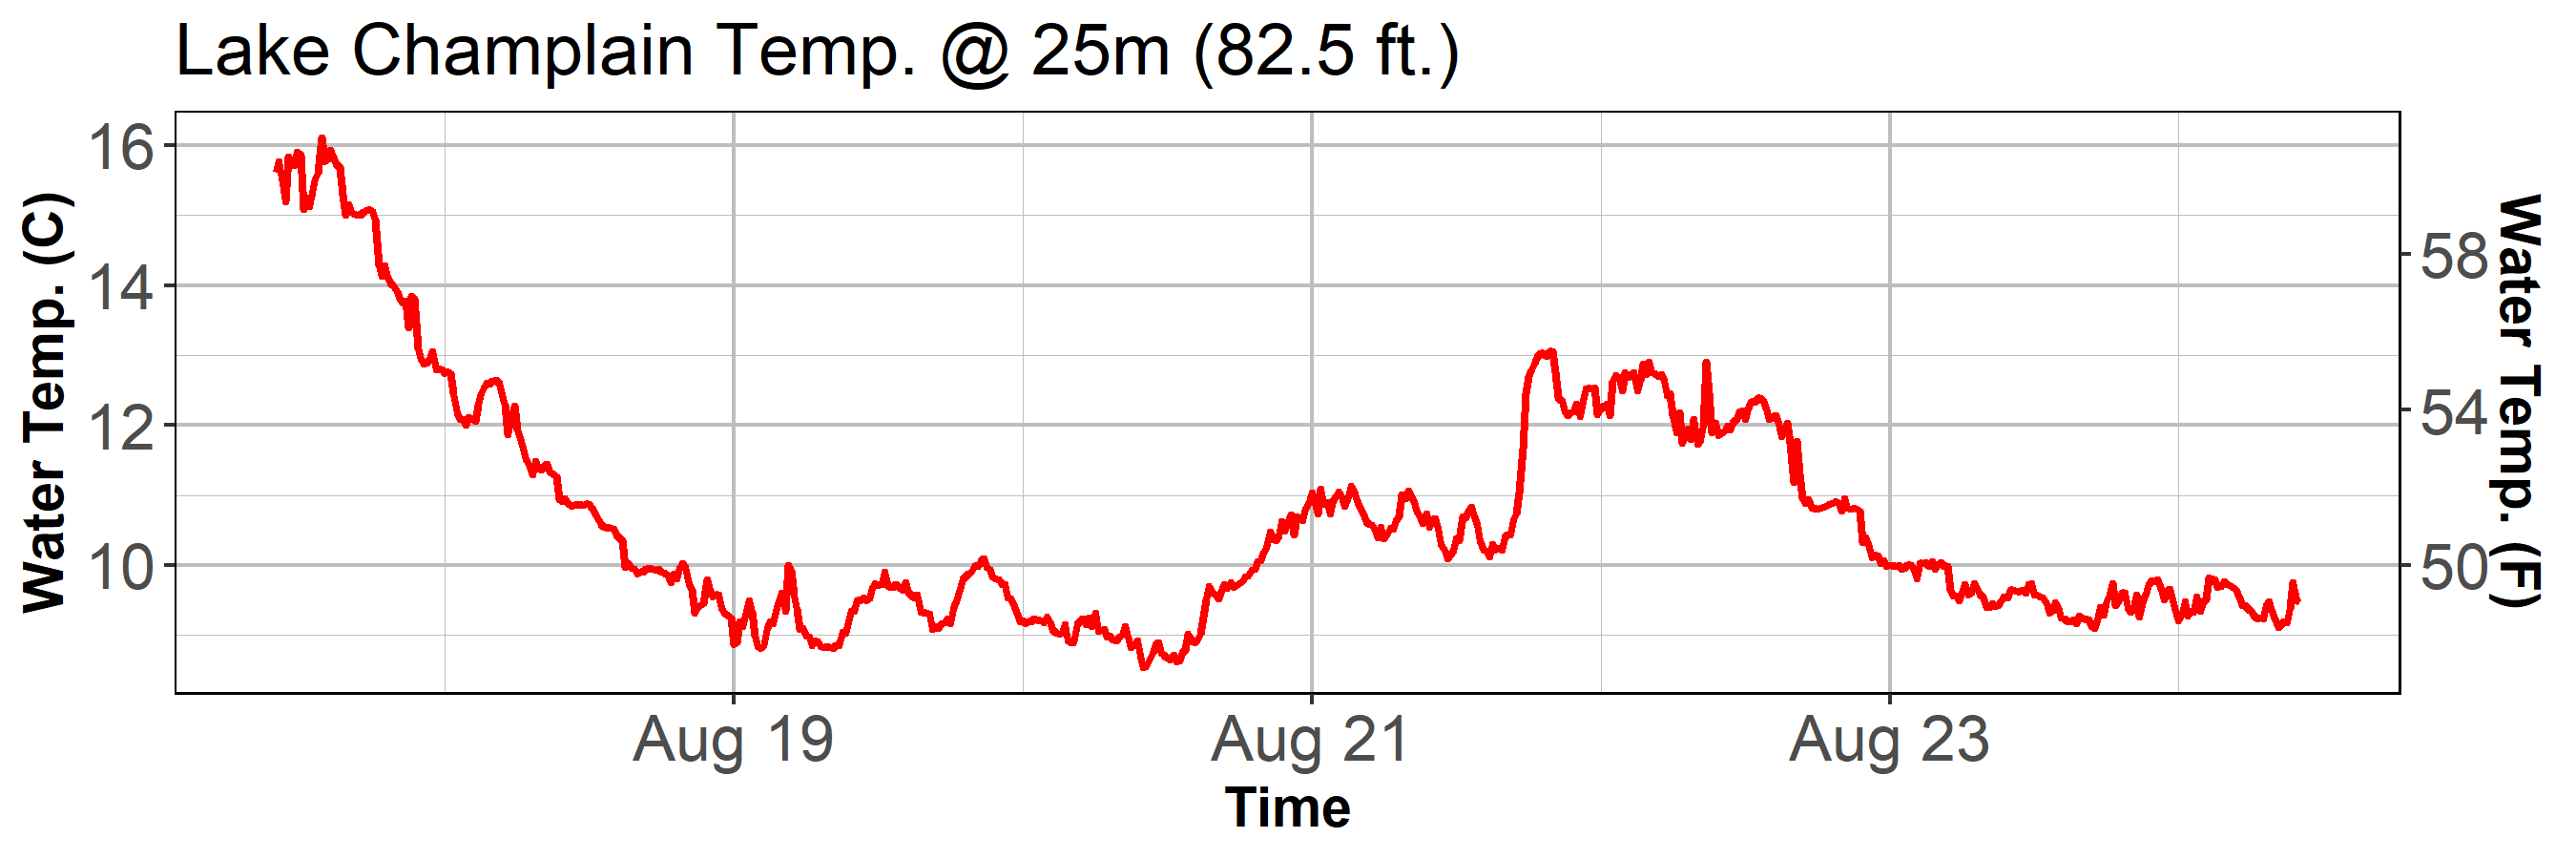 Lake Champlain Temp. @ 25m (82.5 ft.)
Water Temp. (C)
16
14
12
10
58
54
50
Water Temp. (F)
Aug 19
Aug 21
Aug 23
Time